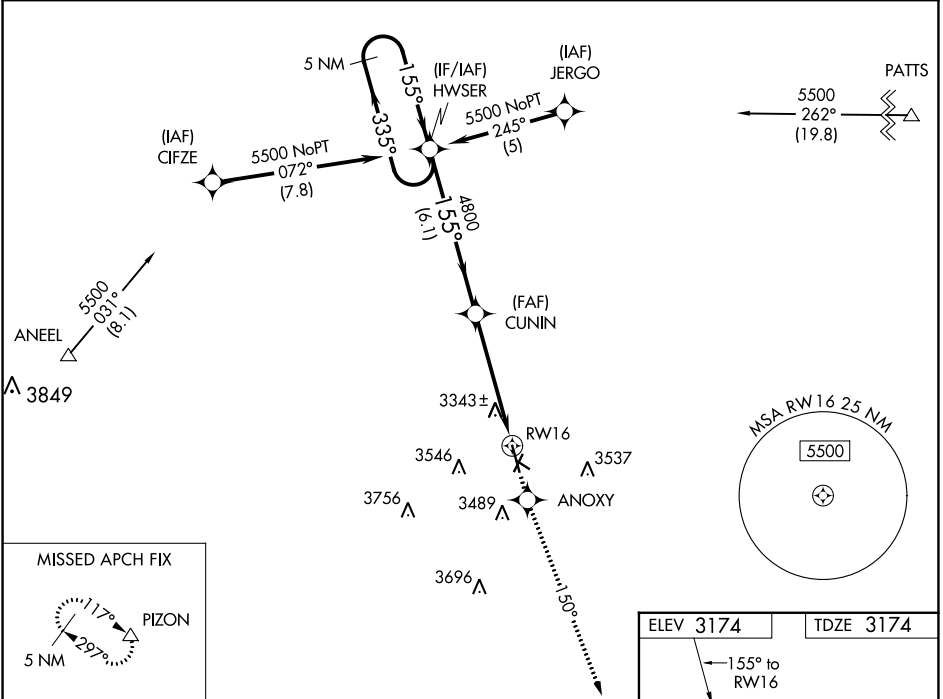 5 NM
155°
335°
(IF/IAF)
HWSER
(IAF)
JERGO
5500 NoPT
245°
(5)
PATTS
5500
262°
(19.8)
(IAF)
CIFZE
5500 NoPT
072°
(7.8)
4800
155°
(6.1)
5500
031°
(8.1)
ANEEL
3849
(FAF)
CUNIN
3343±
RW16
3546
3537
3756
3489
ANOXY
3696
150°
MSA RW16 25 NM
5500
MISSED APCH FIX
117°
297°
PIZON
5 NM
ELEV 3174
TDZE 3174
155° to
RW16